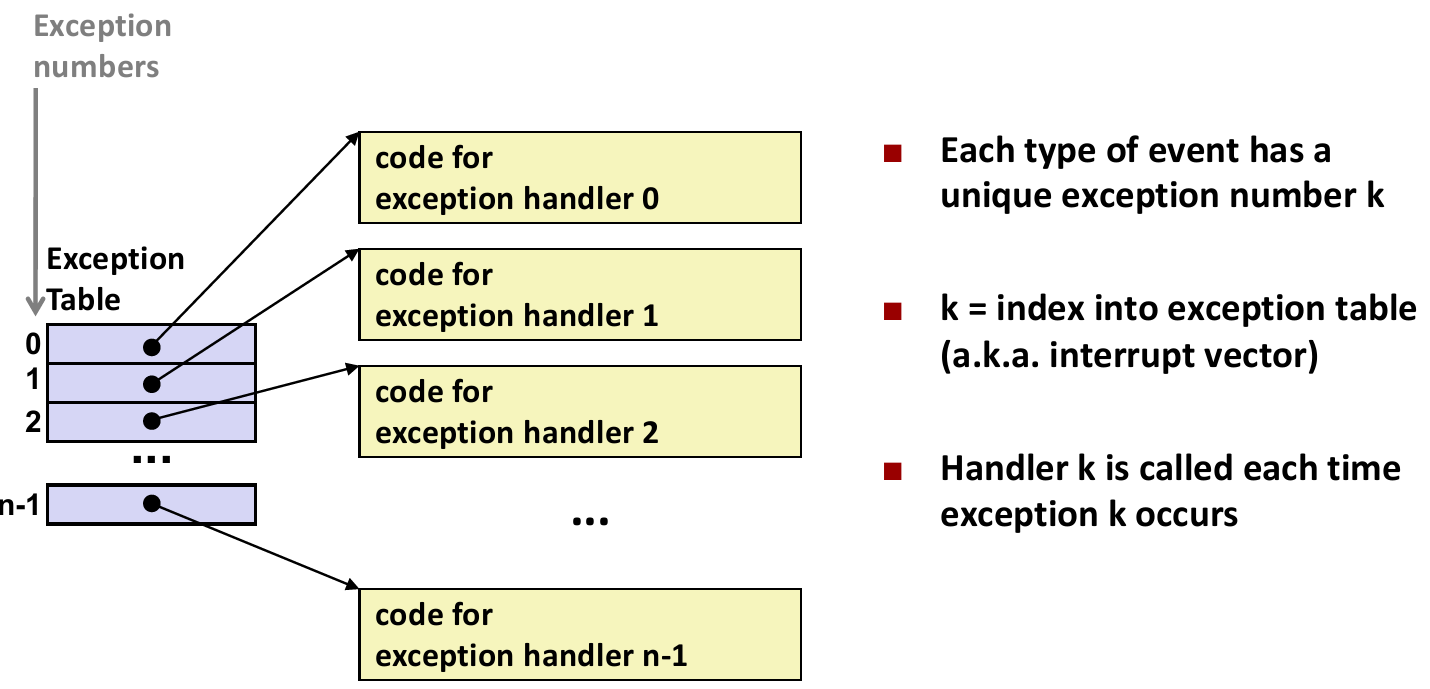 Exception
numbers
Exception
Table
0
1
2
...
n-1
code for
exception handler 0
code for
exception handler 1
code for
exception handler 2
...
code for
exception handler n-1
Each type of event has a
unique exception number k
k = index into exception table
(a.k.a. interrupt vector)
Handler k is called each time
exception k occurs